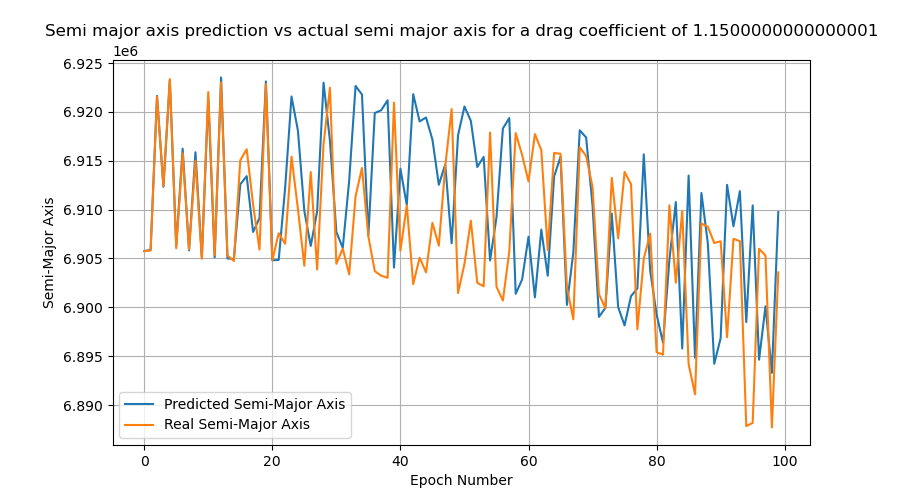 Semi major axis prediction vs actual semi major axis for a drag coefficient of 1.1500000000000001
1e6
6.925
6.920
6.915
6.910
6.905
6.900
6.895
6.890
Semi-Major Axis
Predicted Semi-Major Axis
Real Semi-Major Axis
0 20 40 60 80 100
Epoch Number